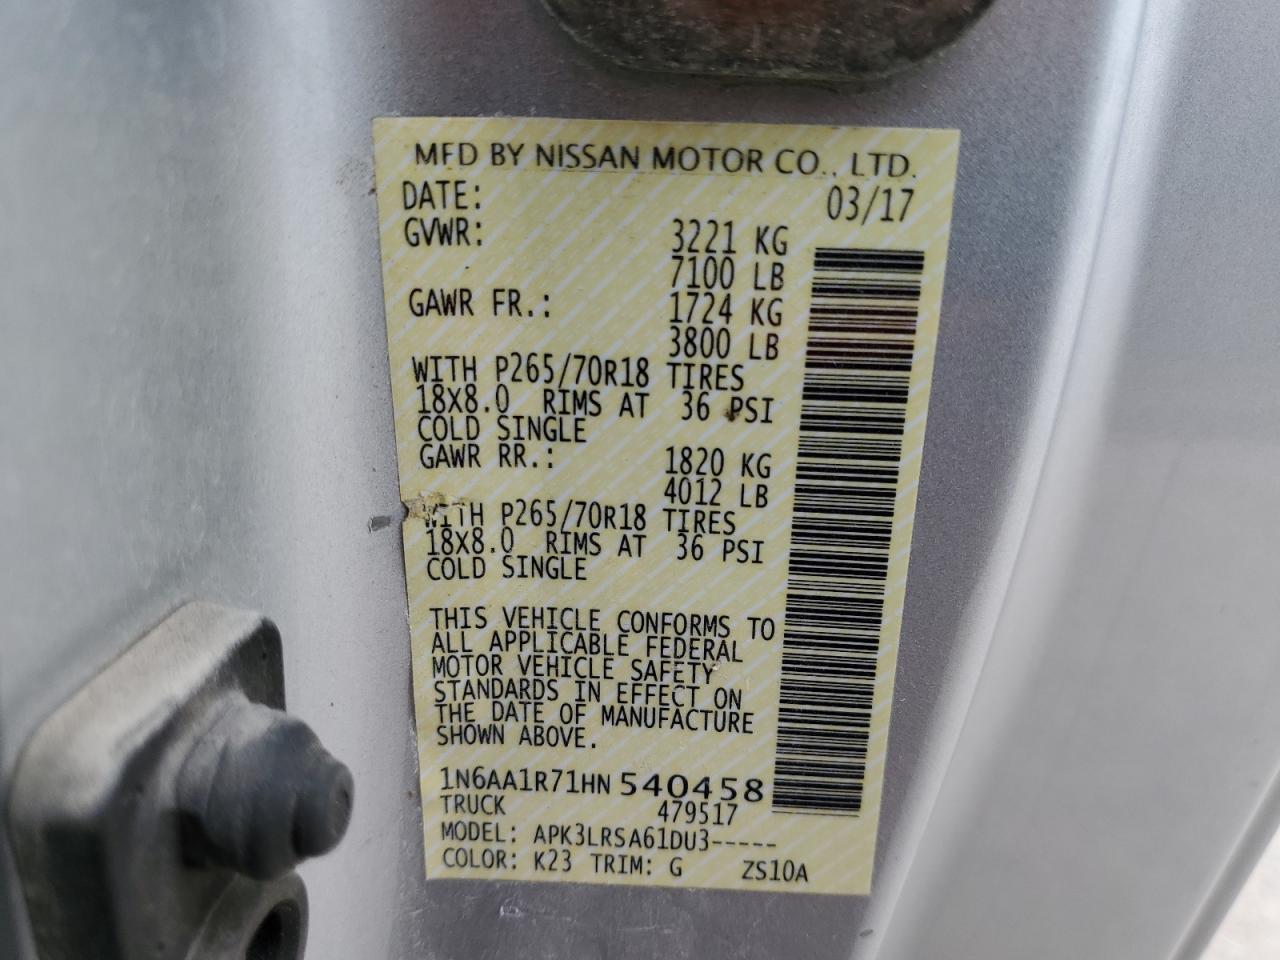 MFD BY NISSAN MOTOR CO., LTD.
DATE: 03/17
GVWR: 3221 KG
7100 LB
GAWR FR.: 1724 KG
3800 LB
WITH P265/70R18 TIRES
18X8.0 RIMS AT 36 PSI
COLD SINGLE
GAWR RR.: 1820 KG
4012 LB
WITH P265/70R18 TIRES
18X8.0 RIMS AT 36 PSI
COLD SINGLE
THIS VEHICLE CONFORMS TO
ALL APPLICABLE FEDERAL
MOTOR VEHICLE SAFETY
STANDARDS IN EFFECT ON
THE DATE OF MANUFACTURE
SHOWN ABOVE.
1N6AA1R71HN 540458
TRUCK 479517
MODEL: APK3LRSA61DU3-----
COLOR: K23 TRIM: G ZS10A